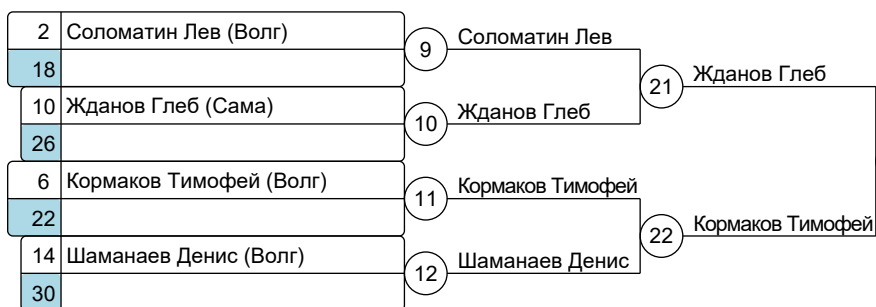 2 Соломатин Лев (Волг)
18
9 Соломатин Лев
10 Жданов Глеб (Сама)
26
10 Жданов Глеб
21 Жданов Глеб
6 Кормаков Тимофей (Волг)
22
11 Кормаков Тимофей
14 Шаманаев Денис (Волг)
30
12 Шаманаев Денис
22 Кормаков Тимофей